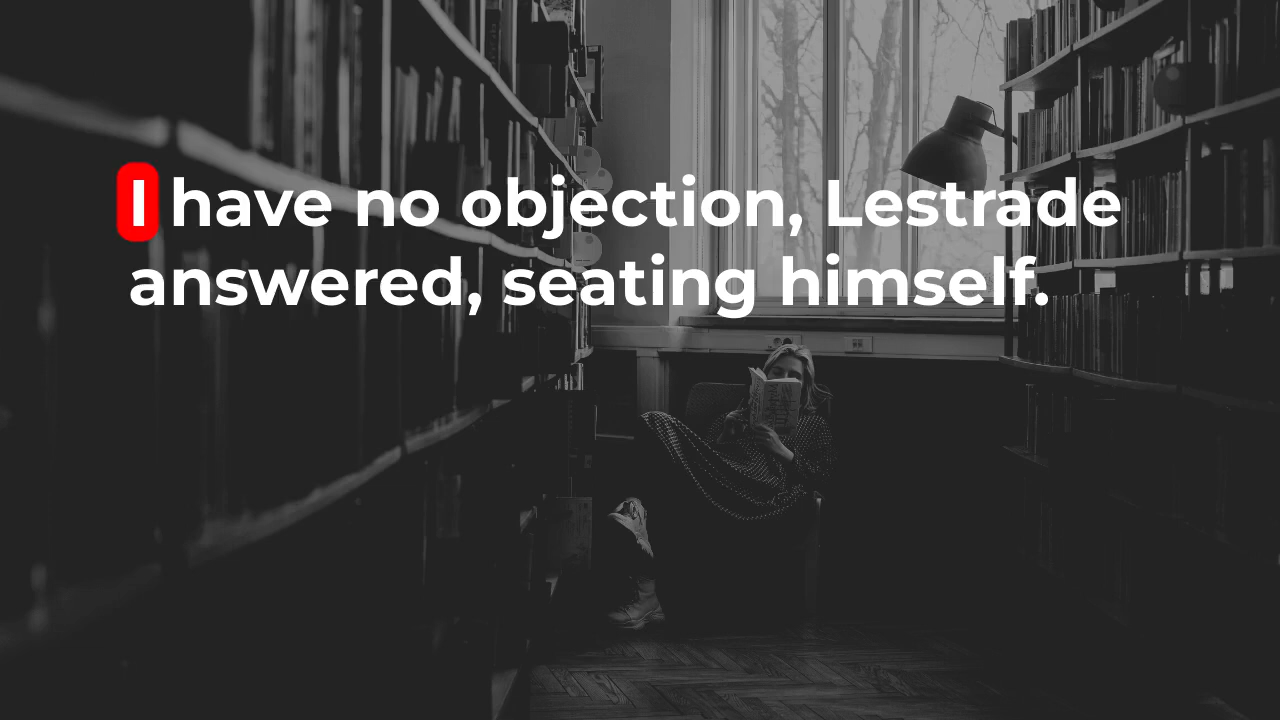 I have no objection, Lestrade
answered, seating himself.